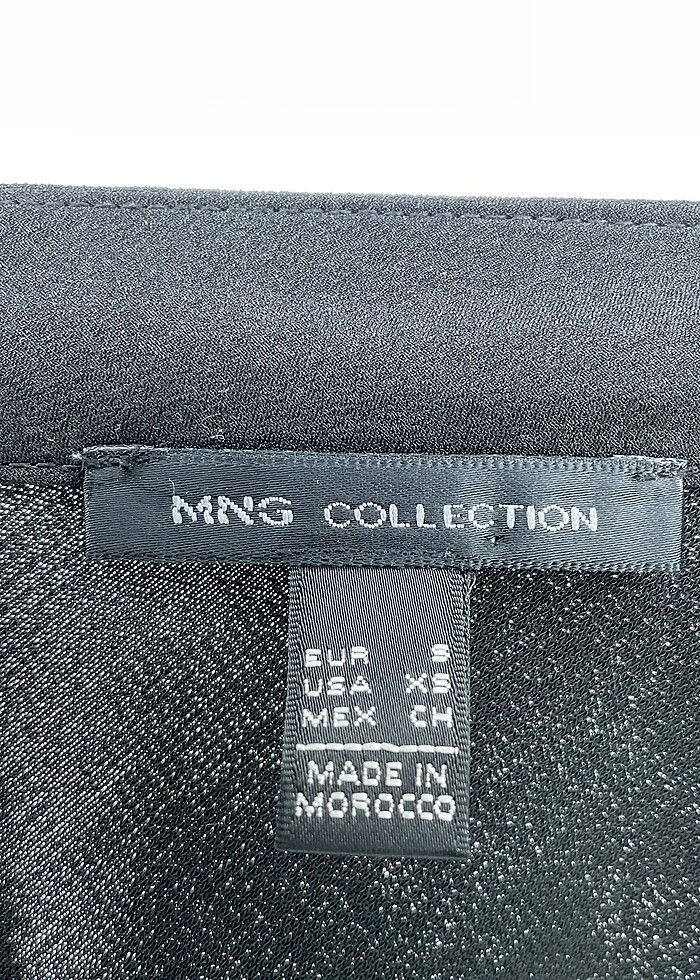 MNG COLLECTION
EUR S
USA XS
MEX CH
MADE IN
MOROCCO